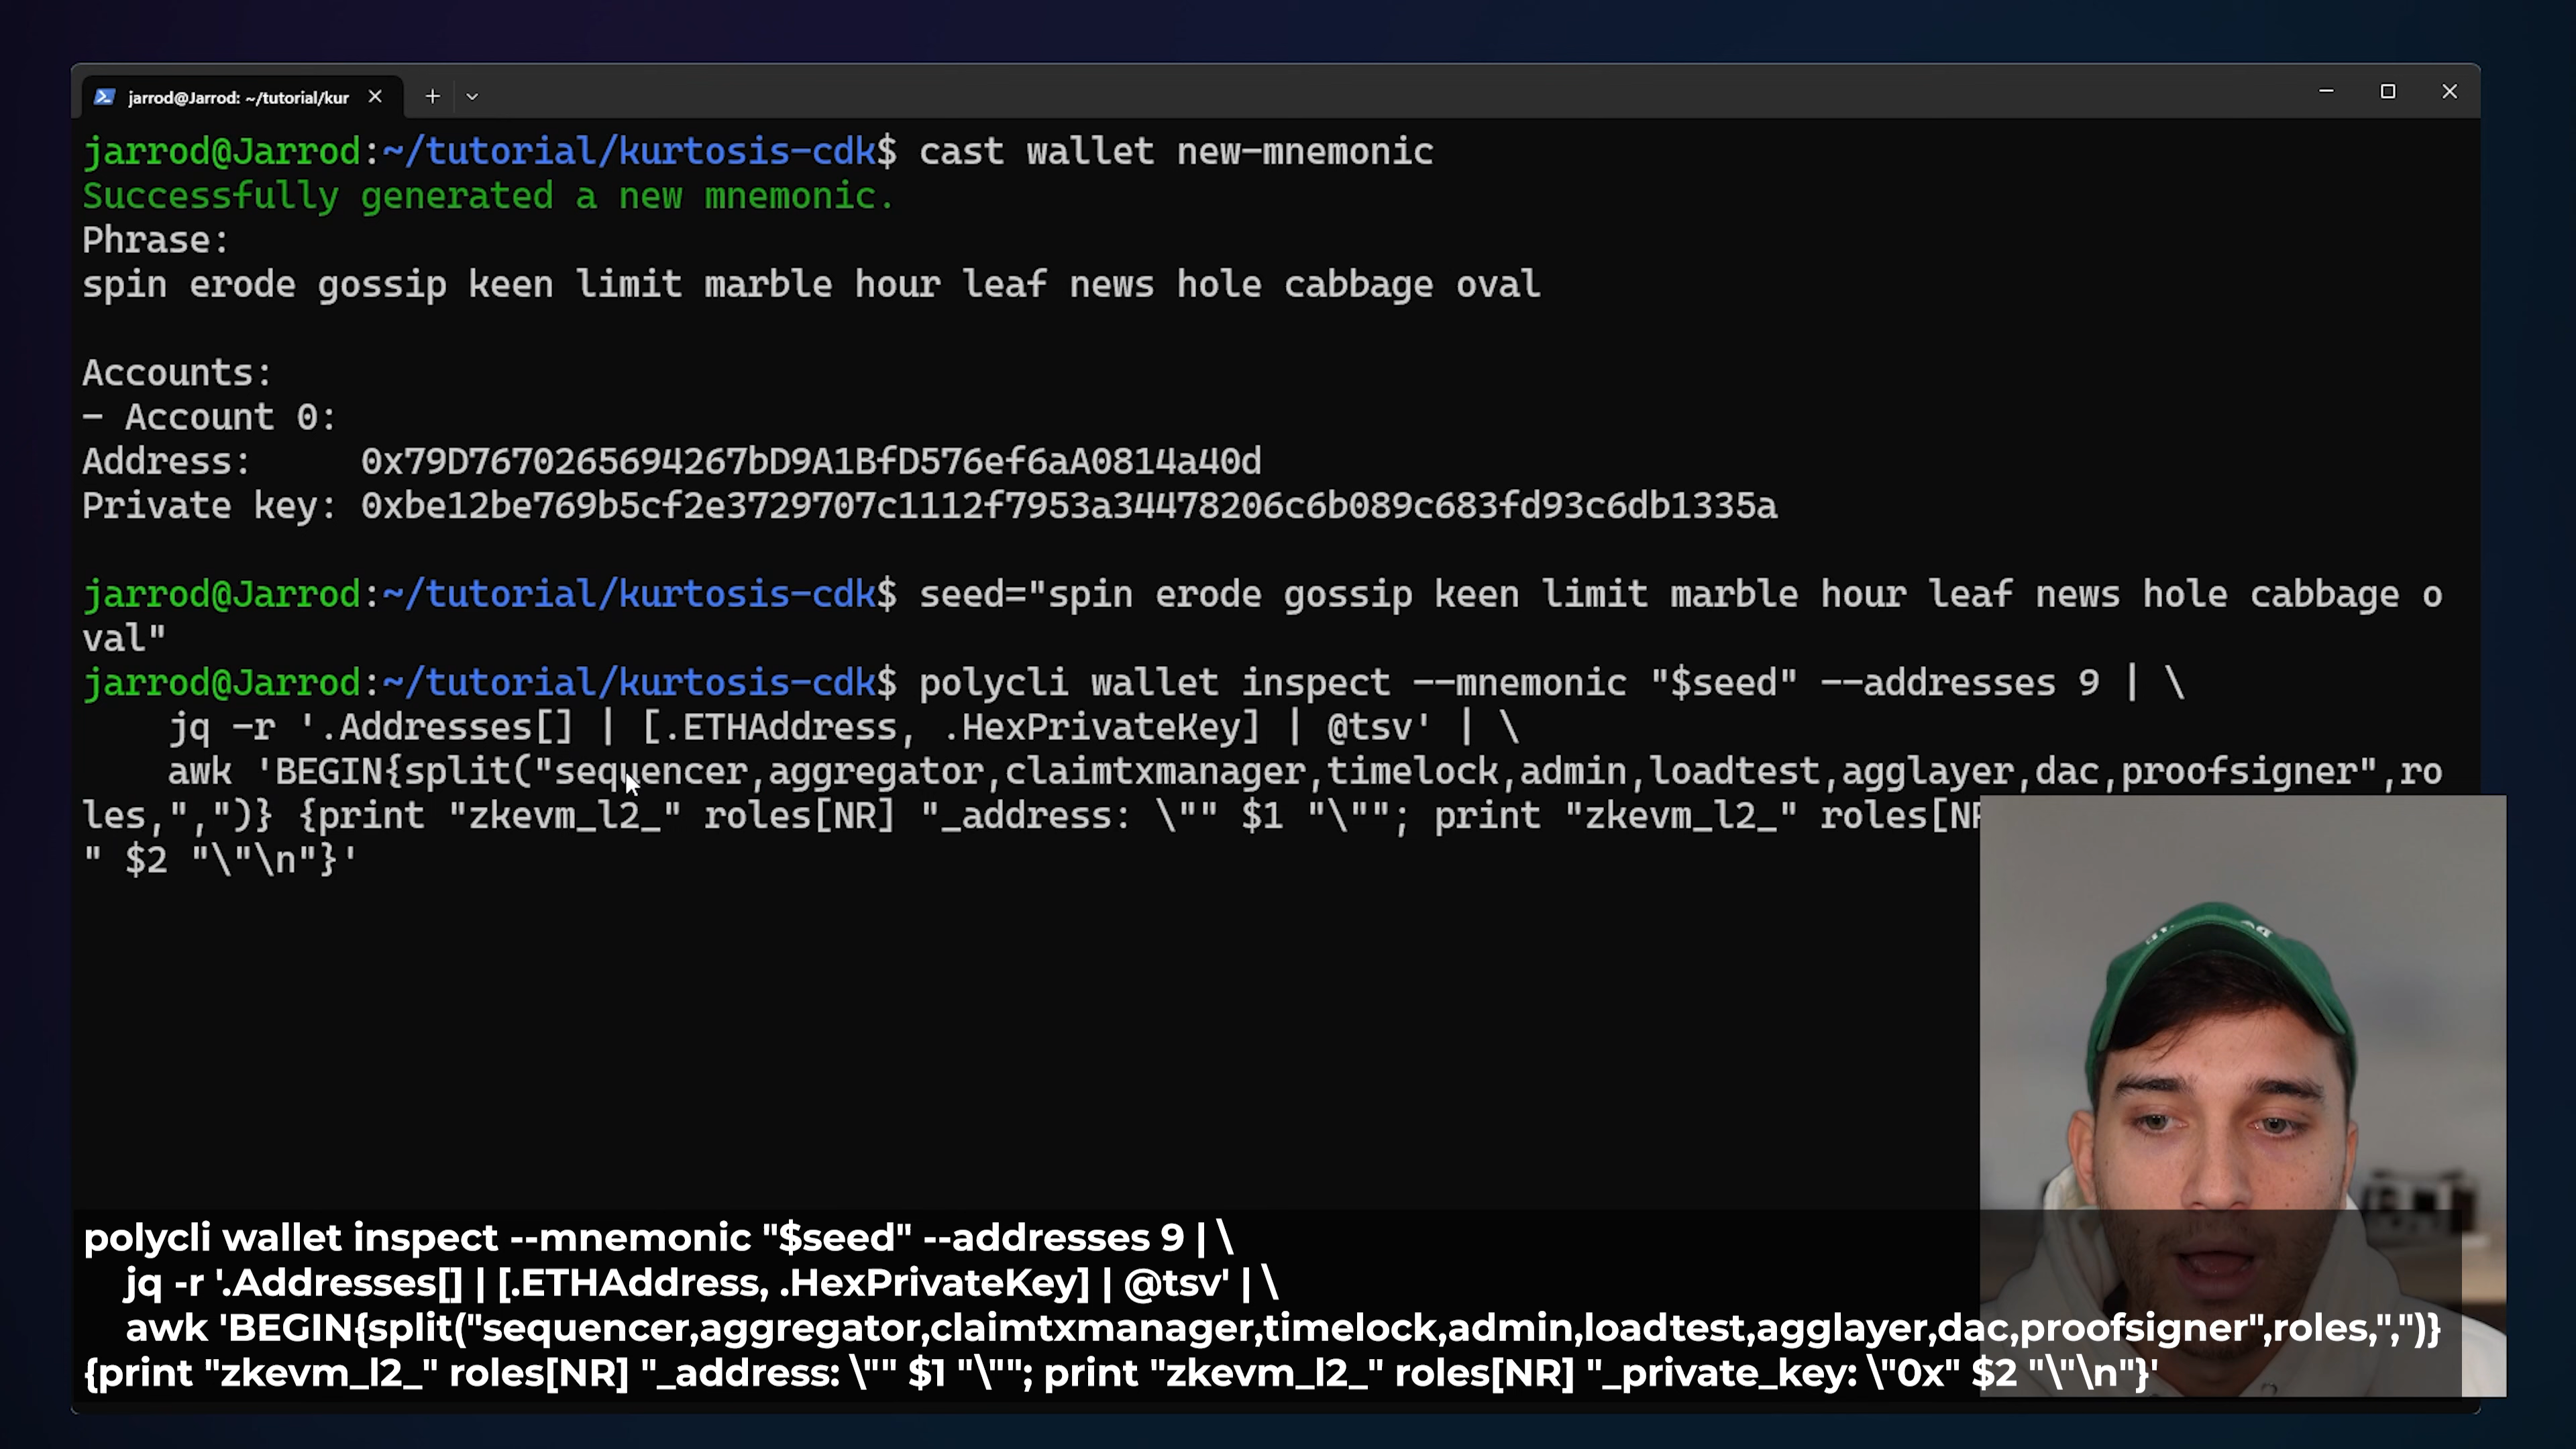 jarrod@Jarrod: ~/tutorial/kur
jarrod@Jarrod:~/tutorial/kurtosis-cdk$ cast wallet new-mnemonic
Successfully generated a new mnemonic.
Phrase:
spin erode gossip keen limit marble hour leaf news hole cabbage oval
Accounts:
- Account 0:
Address:     0x79D7670265694267bD9A1BfD576ef6aA0814a40d
Private key: 0xbe12be769b5cf2e3729707c1112f7953a34478206c6b089c683fd93c6db1335a
jarrod@Jarrod:~/tutorial/kurtosis-cdk$ seed="spin erode gossip keen limit marble hour leaf news hole cabbage o
val"
jarrod@Jarrod:~/tutorial/kurtosis-cdk$ polycli wallet inspect --mnemonic "$seed" --addresses 9 | \
    jq -r '.Addresses[] | [.ETHAddress, .HexPrivateKey] | @tsv' | \
    awk 'BEGIN{split("sequencer,aggregator,claimtxmanager,timelock,admin,loadtest,agglayer,dac,proofsigner",ro
les,",")} {print "zkevm_l2_" roles[NR] "_address: \"" $1 "\""; print "zkevm_l2_" roles[NR
" $2 "\"\n"}'
polycli wallet inspect --mnemonic "$seed" --addresses 9 | \
    jq -r '.Addresses[] | [.ETHAddress, .HexPrivateKey] | @tsv' | \
    awk 'BEGIN{split("sequencer,aggregator,claimtxmanager,timelock,admin,loadtest,agglayer,dac,proofsigner",roles,",")}
{print "zkevm_l2_" roles[NR] "_address: \"" $1 "\""; print "zkevm_l2_" roles[NR] "_private_key: \"0x" $2 "\"\n"}'